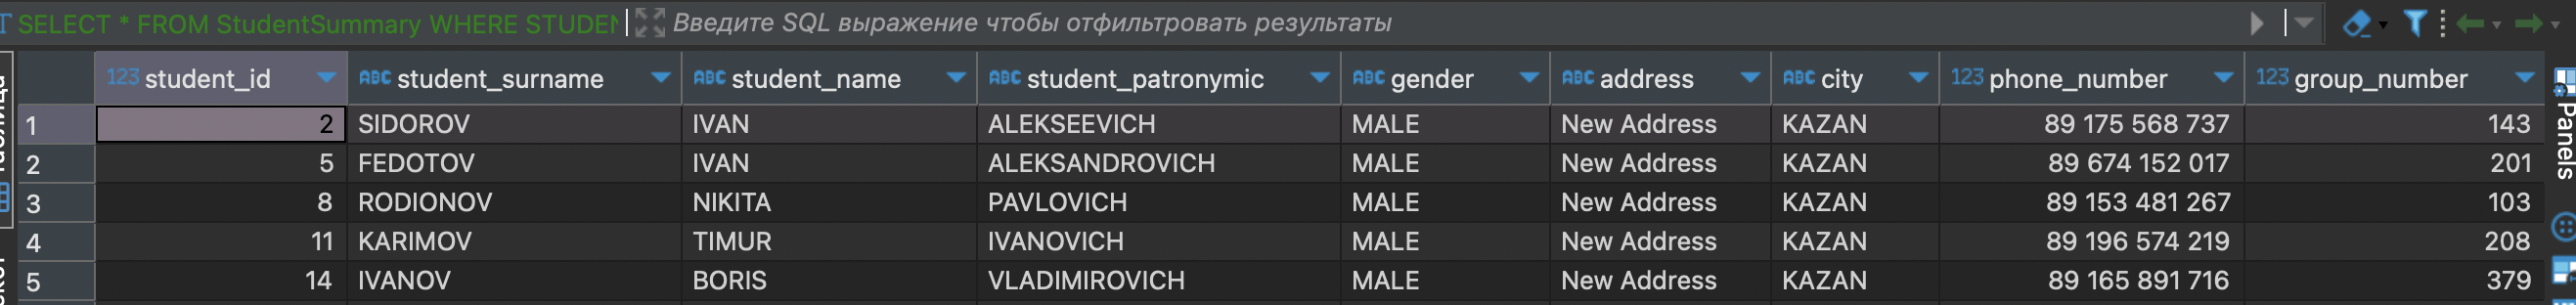 SELECT * FROM StudentSummary WHERE STUDEN Введите SQL выражение чтобы отфильтровать результаты
123 student_id ABC student_surname ABC student_name ABC student_patronymic ABC gender ABC address ABC city 123 phone_number 123 group_number
1 2 SIDOROV IVAN ALEKSEEVICH MALE New Address KAZAN 89 175 568 737 143
2 5 FEDOTOV IVAN ALEKSANDROVICH MALE New Address KAZAN 89 674 152 017 201
3 8 RODIONOV NIKITA PAVLOVICH MALE New Address KAZAN 89 153 481 267 103
4 11 KARIMOV TIMUR IVANOVICH MALE New Address KAZAN 89 196 574 219 208
5 14 IVANOV BORIS VLADIMIROVICH MALE New Address KAZAN 89 165 891 716 379
Panels